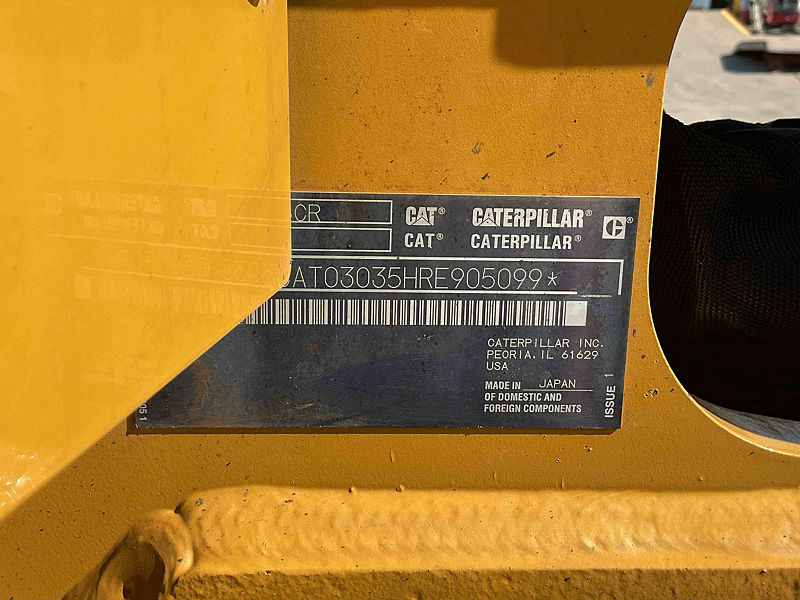 CR CAT® CATERPILLAR®
CAT® CATERPILLAR®
AT03035HRE905099*
CATERPILLAR INC.
PEORIA, IL 61629
USA
MADE IN JAPAN
OF DOMESTIC AND
FOREIGN COMPONENTS
ISSUE 1